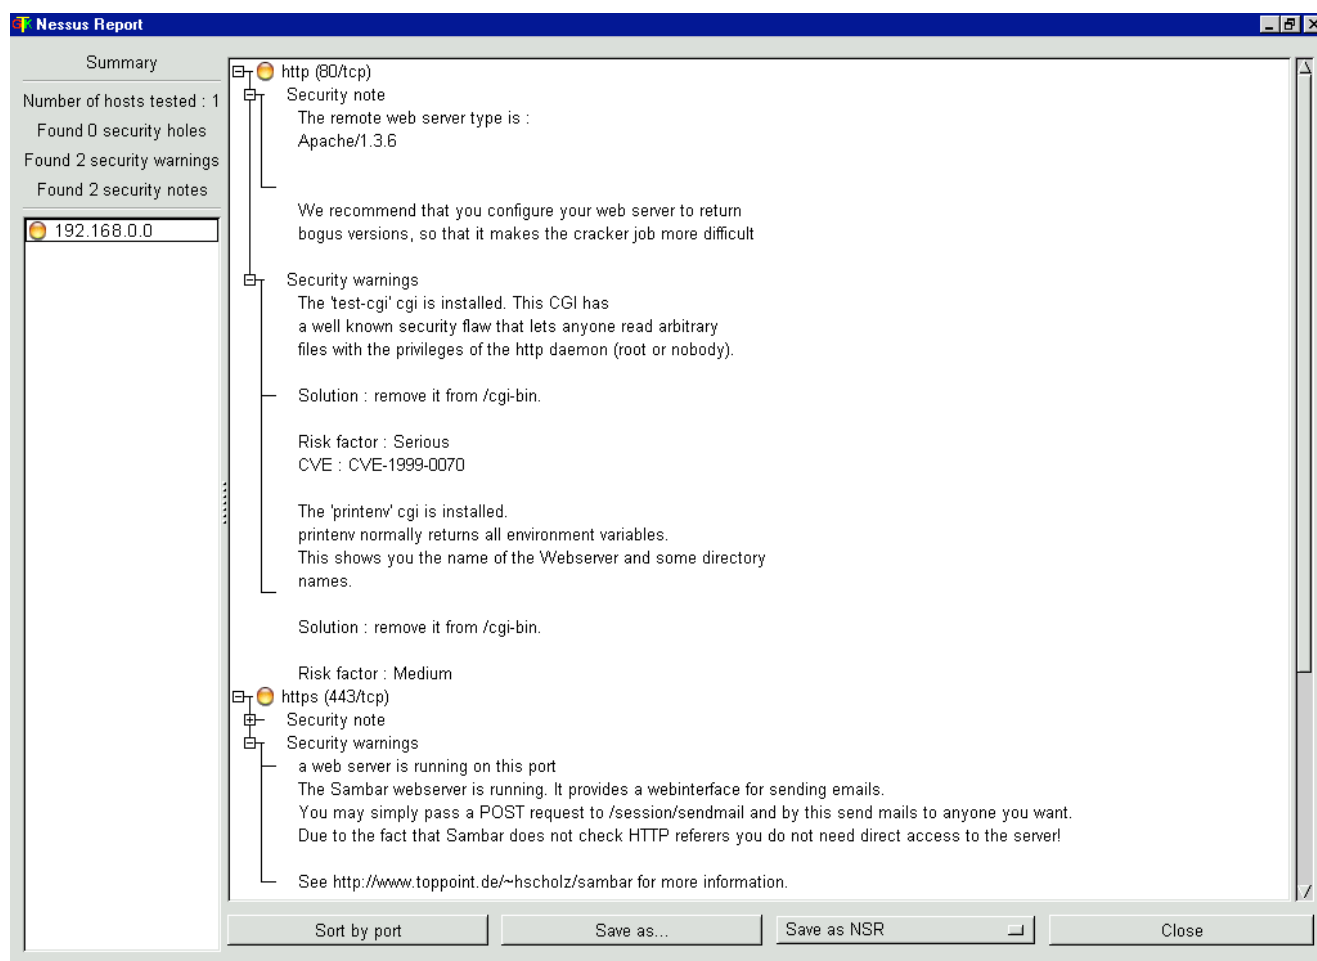 Nessus Report
Summary
Number of hosts tested : 1
Found 0 security holes
Found 2 security warnings
Found 2 security notes
192.168.0.0
http (80/tcp)
Security note
The remote web server type is :
Apache/1.3.6
We recommend that you configure your web server to return
bogus versions, so that it makes the cracker job more difficult
Security warnings
The 'test-cgi' cgi is installed. This CGI has
a well known security flaw that lets anyone read arbitrary
files with the privileges of the http daemon (root or nobody).
Solution : remove it from /cgi-bin.
Risk factor : Serious
CVE : CVE-1999-0070
The 'printenv' cgi is installed.
printenv normally returns all environment variables.
This shows you the name of the Webserver and some directory
names.
Solution : remove it from /cgi-bin.
Risk factor : Medium
https (443/tcp)
Security note
Security warnings
a web server is running on this port
The Sambar webserver is running. It provides a webinterface for sending emails.
You may simply pass a POST request to /session/sendmail and by this send mails to anyone you want.
Due to the fact that Sambar does not check HTTP referers you do not need direct access to the server!
See http://www.toppoint.de/~hscholz/sambar for more information.
Sort by port
Save as...
Save as NSR
Close